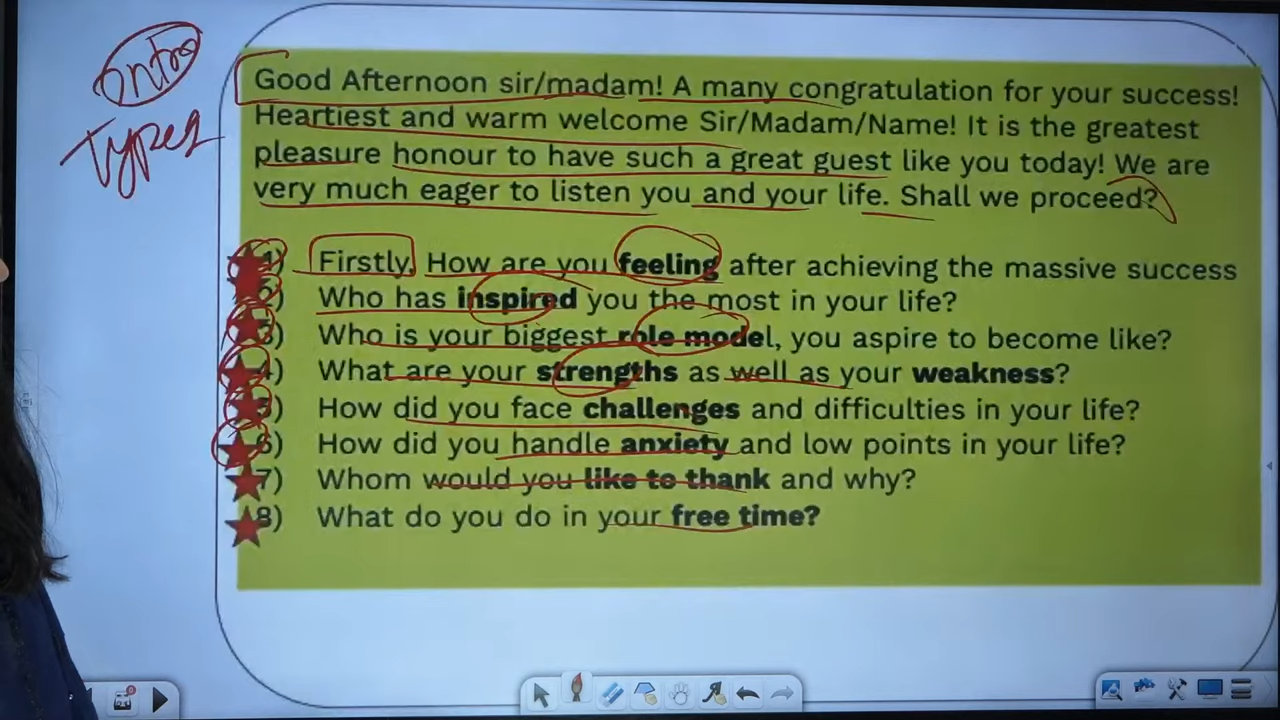 Intro
Types
Good Afternoon sir/madam! A many congratulation for your success!
Heartiest and warm welcome Sir/Madam/Name! It is the greatest
pleasure honour to have such a great guest like you today! We are
very much eager to listen you and your life. Shall we proceed?
1) Firstly, How are you feeling after achieving the massive success
2) Who has inspired you the most in your life?
3) Who is your biggest role model, you aspire to become like?
4) What are your strengths as well as your weakness?
5) How did you face challenges and difficulties in your life?
6) How did you handle anxiety and low points in your life?
7) Whom would you like to thank and why?
8) What do you do in your free time?